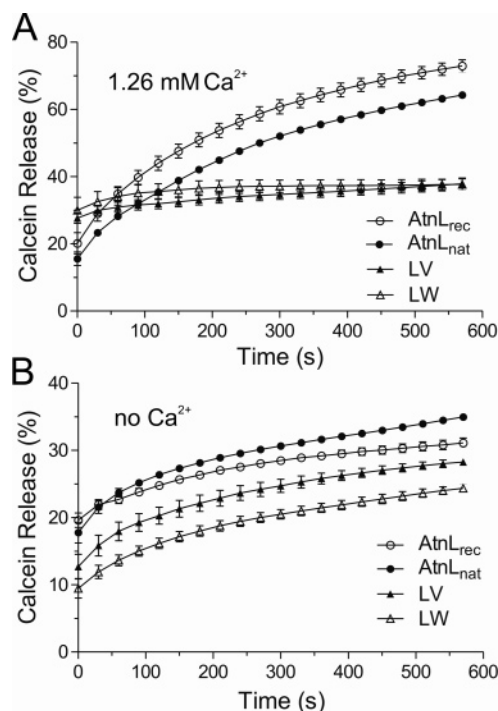 A
1.26 mM Ca²⁺
Calcein Release (%)
80
60
40
20
0
AtnLrec
AtnLnat
LV
LW
0 100 200 300 400 500 600
Time (s)
B
no Ca²⁺
Calcein Release (%)
40
30
20
10
0
AtnLrec
AtnLnat
LV
LW
0 100 200 300 400 500 600
Time (s)